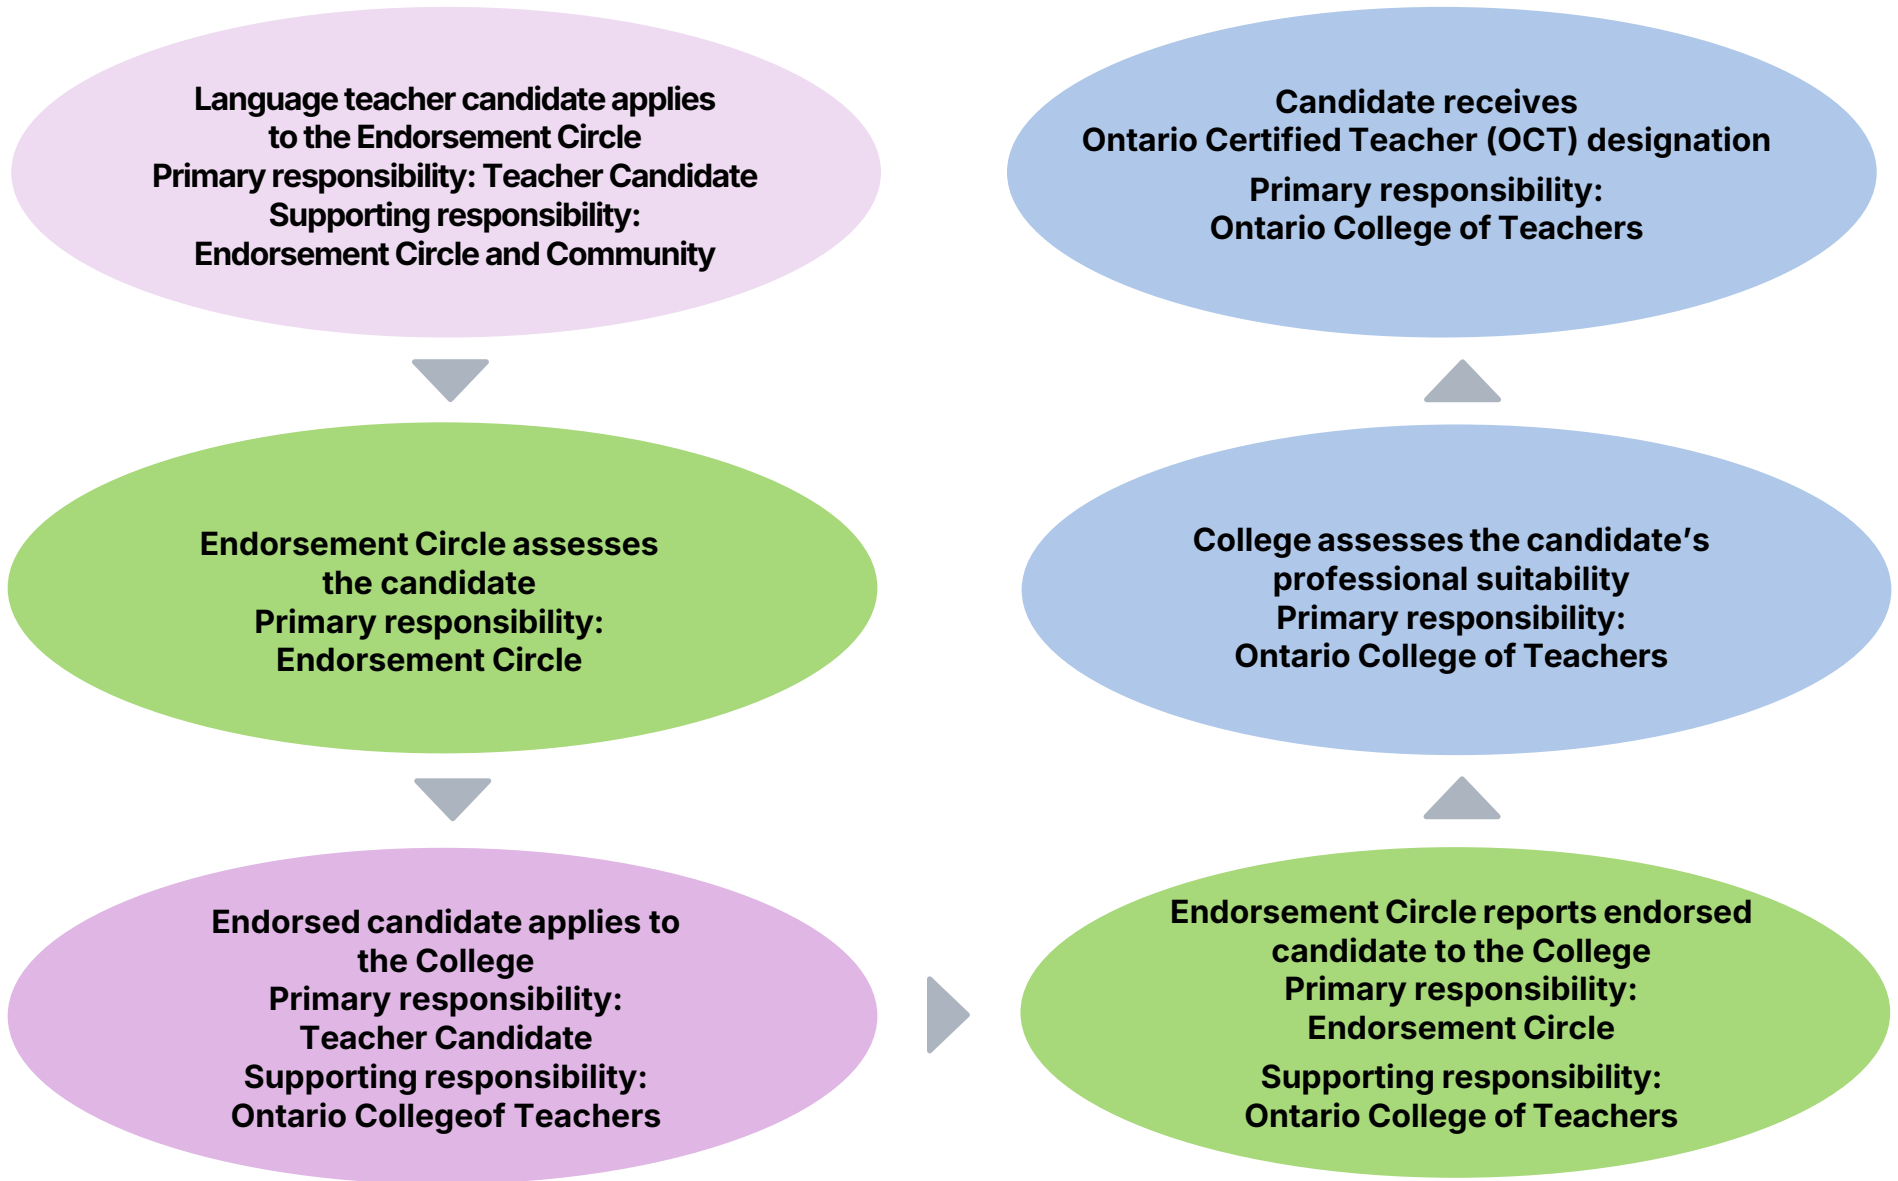 Language teacher candidate applies
to the Endorsement Circle
Primary responsibility: Teacher Candidate
Supporting responsibility:
Endorsement Circle and Community
Endorsement Circle assesses
the candidate
Primary responsibility:
Endorsement Circle
Endorsed candidate applies to
the College
Primary responsibility:
Teacher Candidate
Supporting responsibility:
Ontario Collegeof Teachers
Endorsement Circle reports endorsed
candidate to the College
Primary responsibility:
Endorsement Circle
Supporting responsibility:
Ontario College of Teachers
College assesses the candidate’s
professional suitability
Primary responsibility:
Ontario College of Teachers
Candidate receives
Ontario Certified Teacher (OCT) designation
Primary responsibility:
Ontario College of Teachers